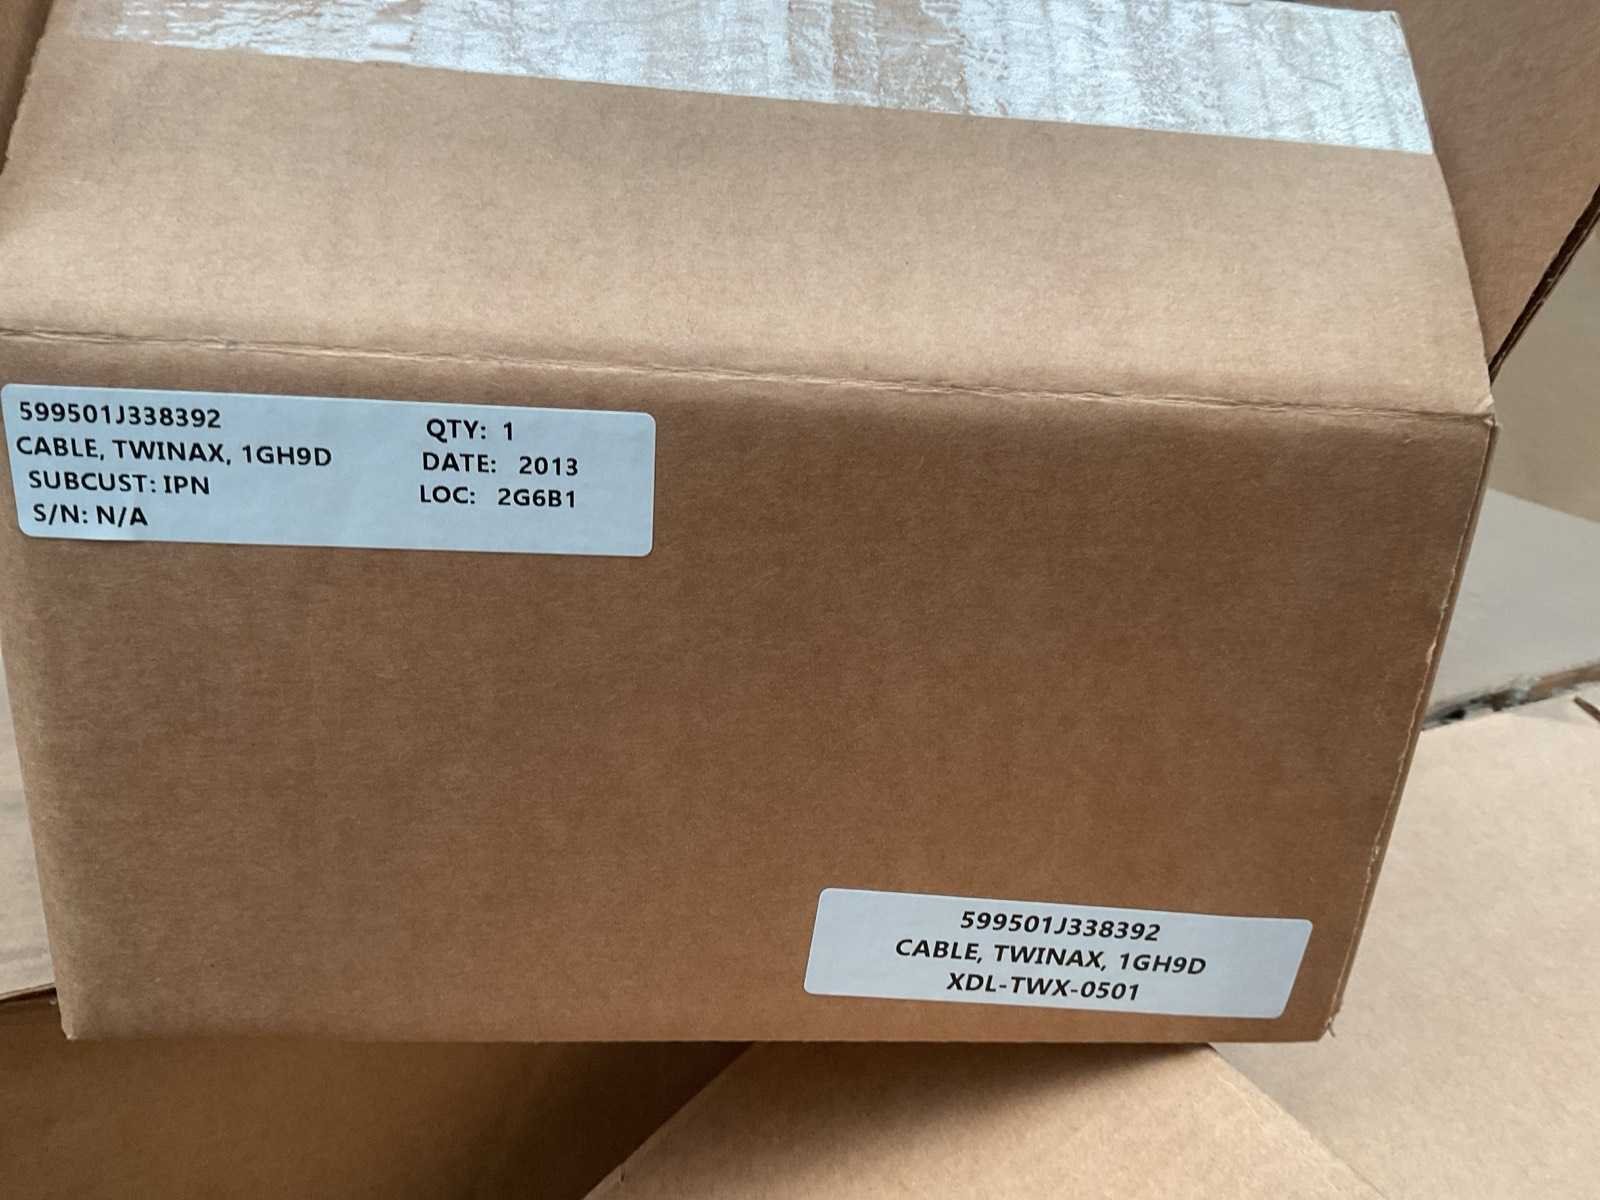 599501J338392
CABLE, TWINAX, 1GH9D
SUBCUST: IPN
S/N: N/A
QTY: 1
DATE: 2013
LOC: 2G6B1
599501J338392
CABLE, TWINAX, 1GH9D
XDL-TWX-0501